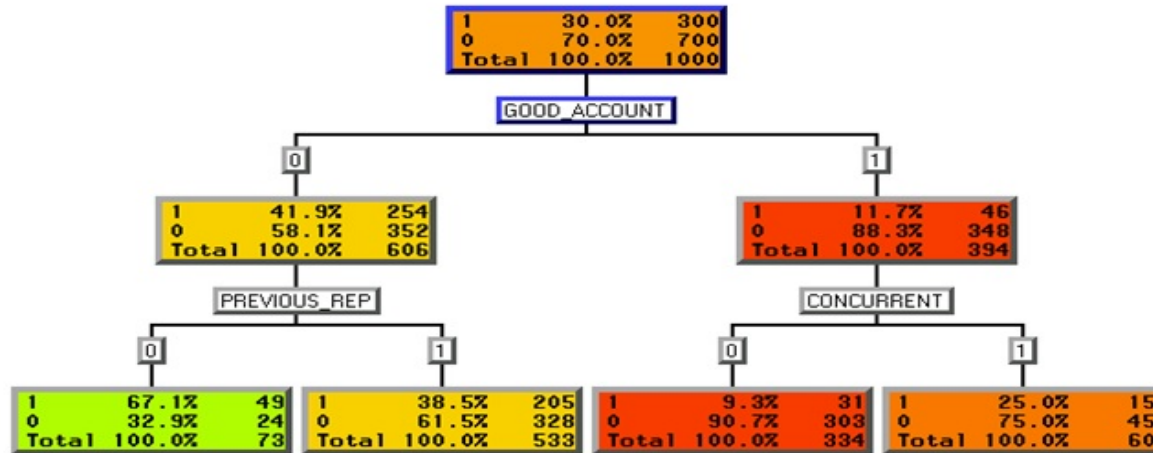 1 30.0% 300
0 70.0% 700
Total 100.0% 1000
GOOD_ACCOUNT
0 1
1 41.9% 254
0 58.1% 352
Total 100.0% 606
1 11.7% 46
0 88.3% 348
Total 100.0% 394
PREVIOUS_REP CONCURRENT
0 1 0 1
1 67.1% 49
0 32.9% 24
Total 100.0% 73
1 38.5% 205
0 61.5% 328
Total 100.0% 533
1 9.3% 31
0 90.7% 303
Total 100.0% 334
1 25.0% 15
0 75.0% 45
Total 100.0% 60